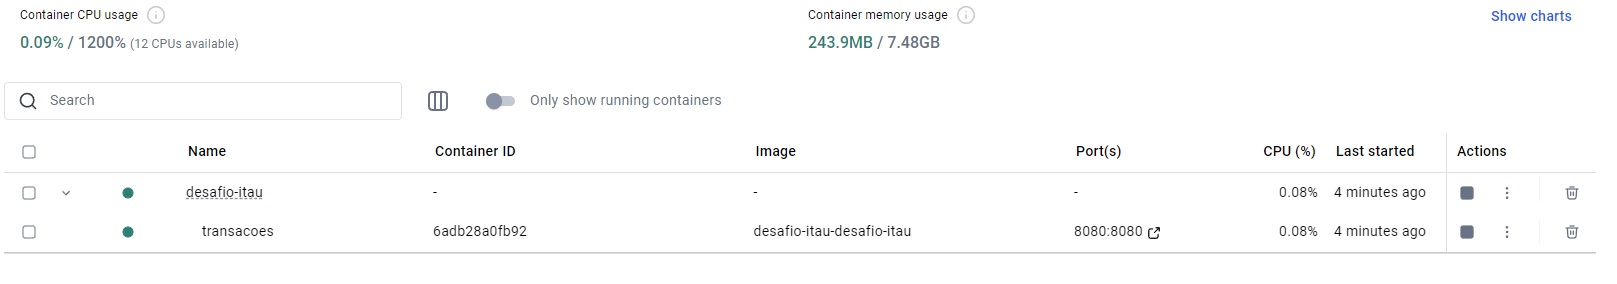 Container CPU usage
0.09% / 1200% (12 CPUs available)
Container memory usage
243.9MB / 7.48GB
Show charts
Search
Only show running containers
Name Container ID Image Port(s) CPU (%) Last started Actions
desafio-itau - - - 0.08% 4 minutes ago
transacoes 6adb28a0fb92 desafio-itau-desafio-itau 8080:8080 0.08% 4 minutes ago